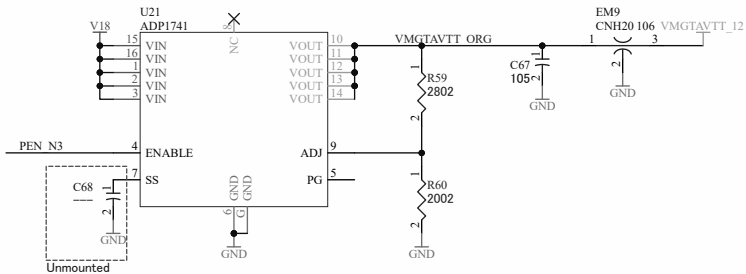 U21
ADP1741
V18
8
NC
15 VIN
16 VIN
1 VIN
2 VIN
3 VIN
VOUT 10
VOUT 11
VOUT 12
VOUT 13
VOUT 14
VMGTAVTT_ORG
EM9
CNH20 106
1
3
VMGTAVTT_12
2
GND
C67
105
1
2
GND
1
R59
2802
2
PEN_N3
4 ENABLE
ADJ 9
7 SS
PG 5
C68
---
1
2
GND
Unmounted
GND
GND
6
G
GND
1
R60
2002
2
GND